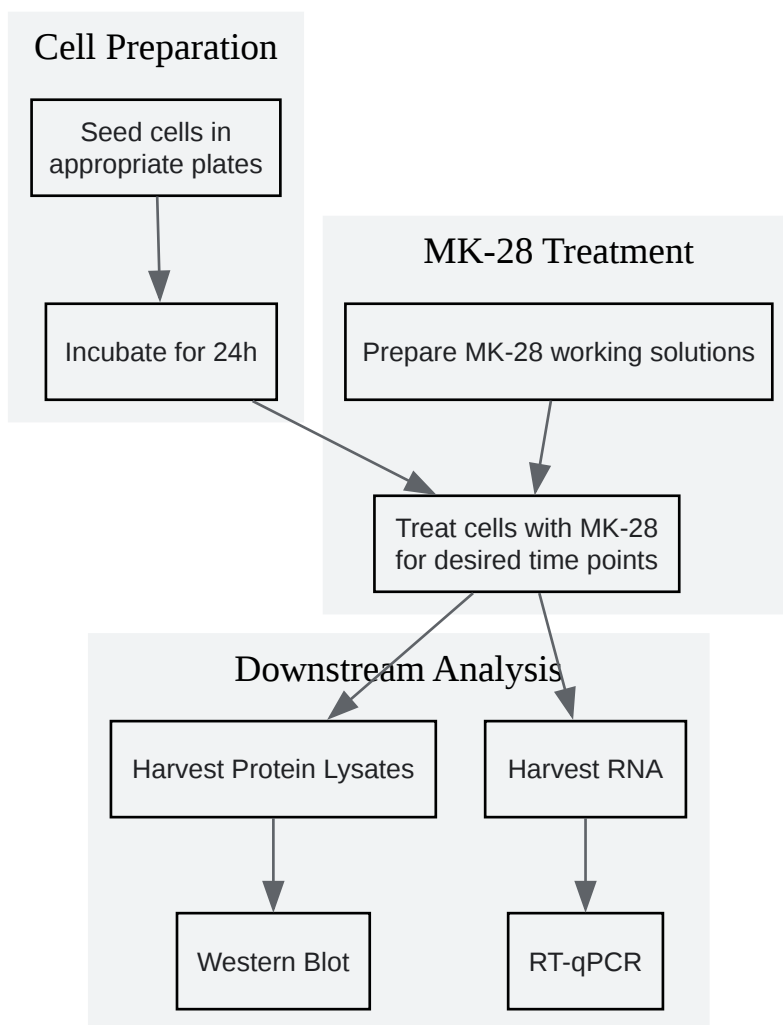 Cell Preparation
Seed cells in
appropriate plates
Incubate for 24h
MK-28 Treatment
Prepare MK-28 working solutions
Treat cells with MK-28
for desired time points
Downstream Analysis
Harvest Protein Lysates
Harvest RNA
Western Blot
RT-qPCR